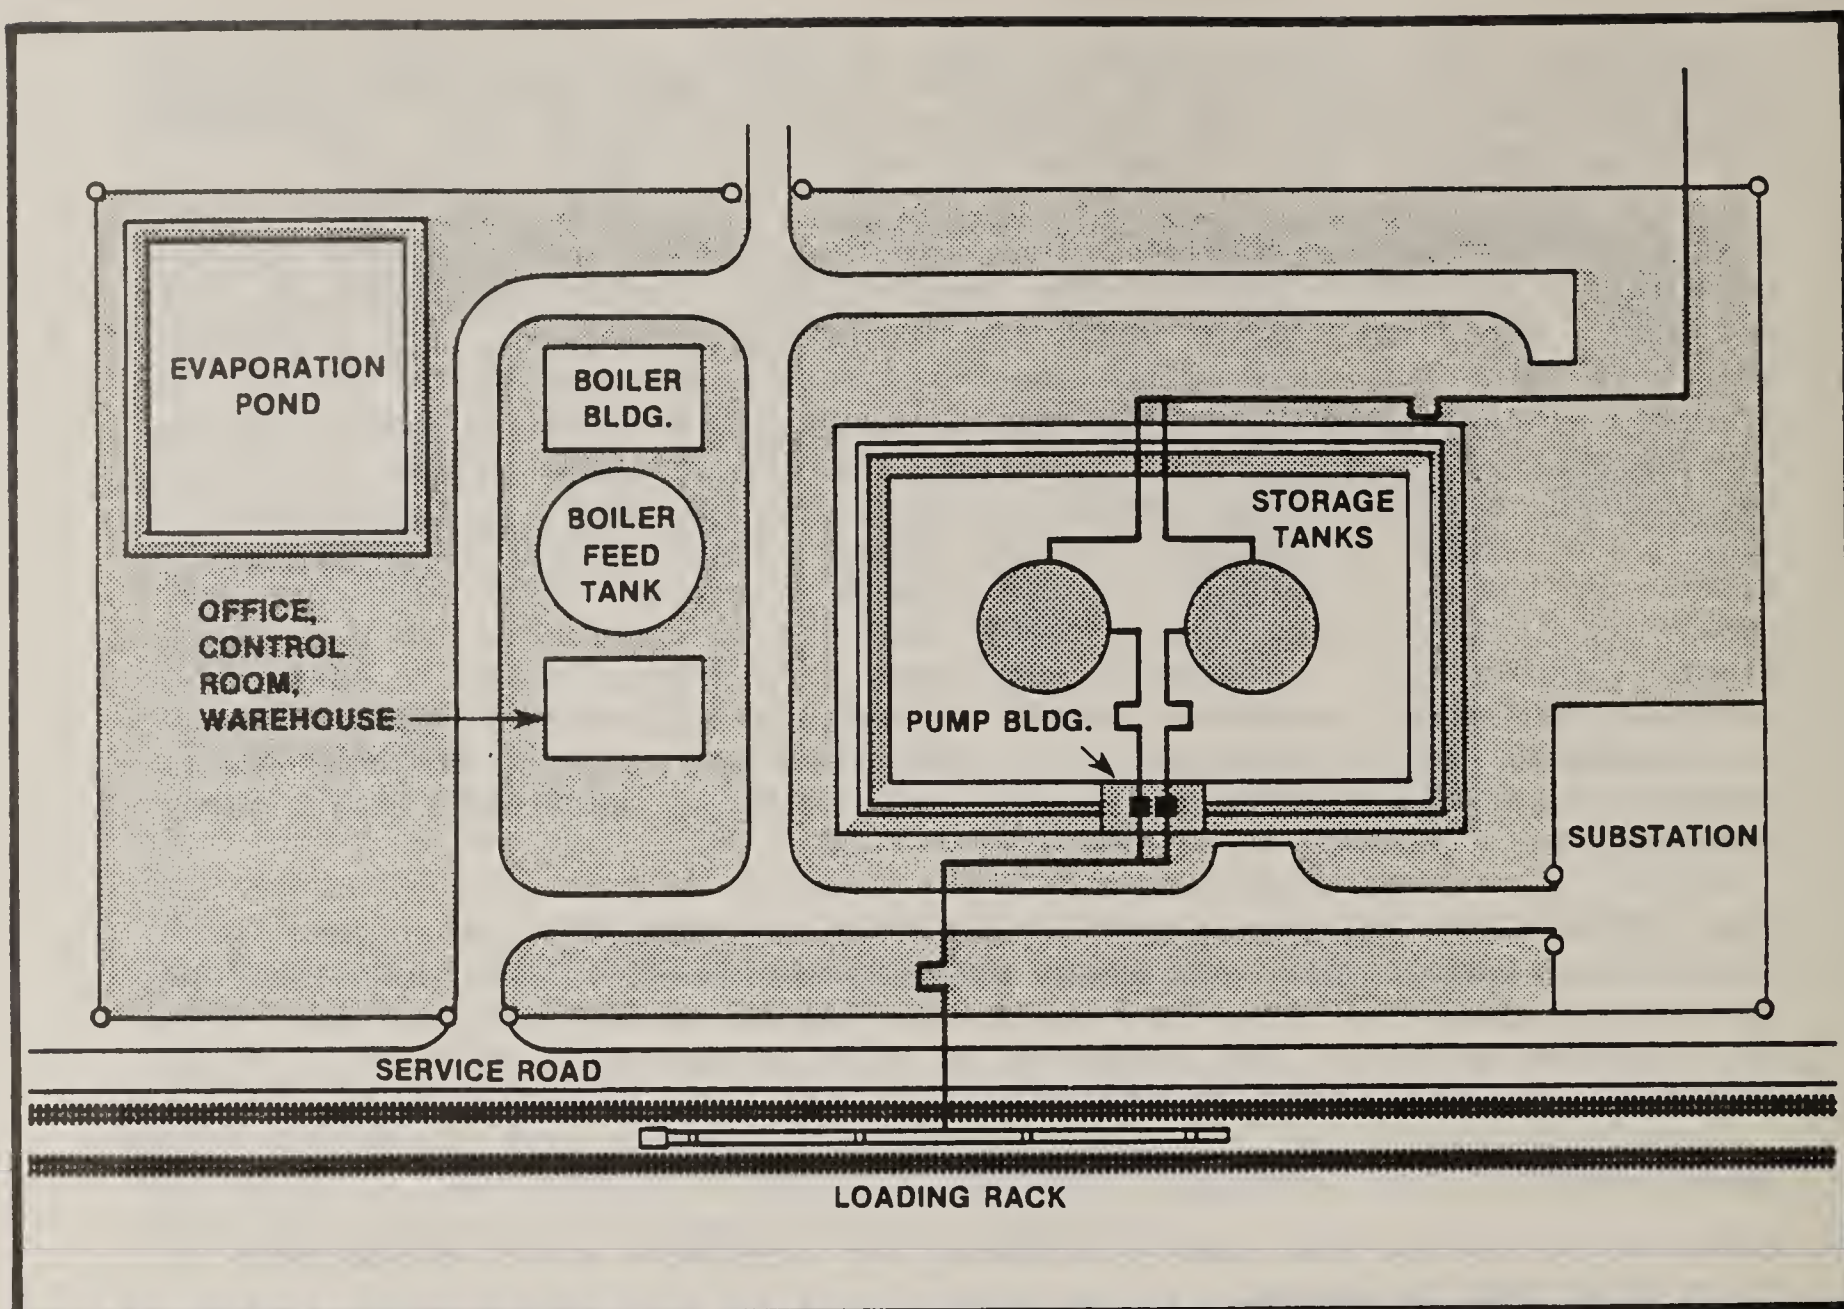 EVAPORATION
POND
BOILER
BLDG.
BOILER
FEED
TANK
STORAGE
TANKS
OFFICE,
CONTROL
ROOM,
WAREHOUSE
PUMP BLDG.
SUBSTATION
SERVICE ROAD
LOADING RACK